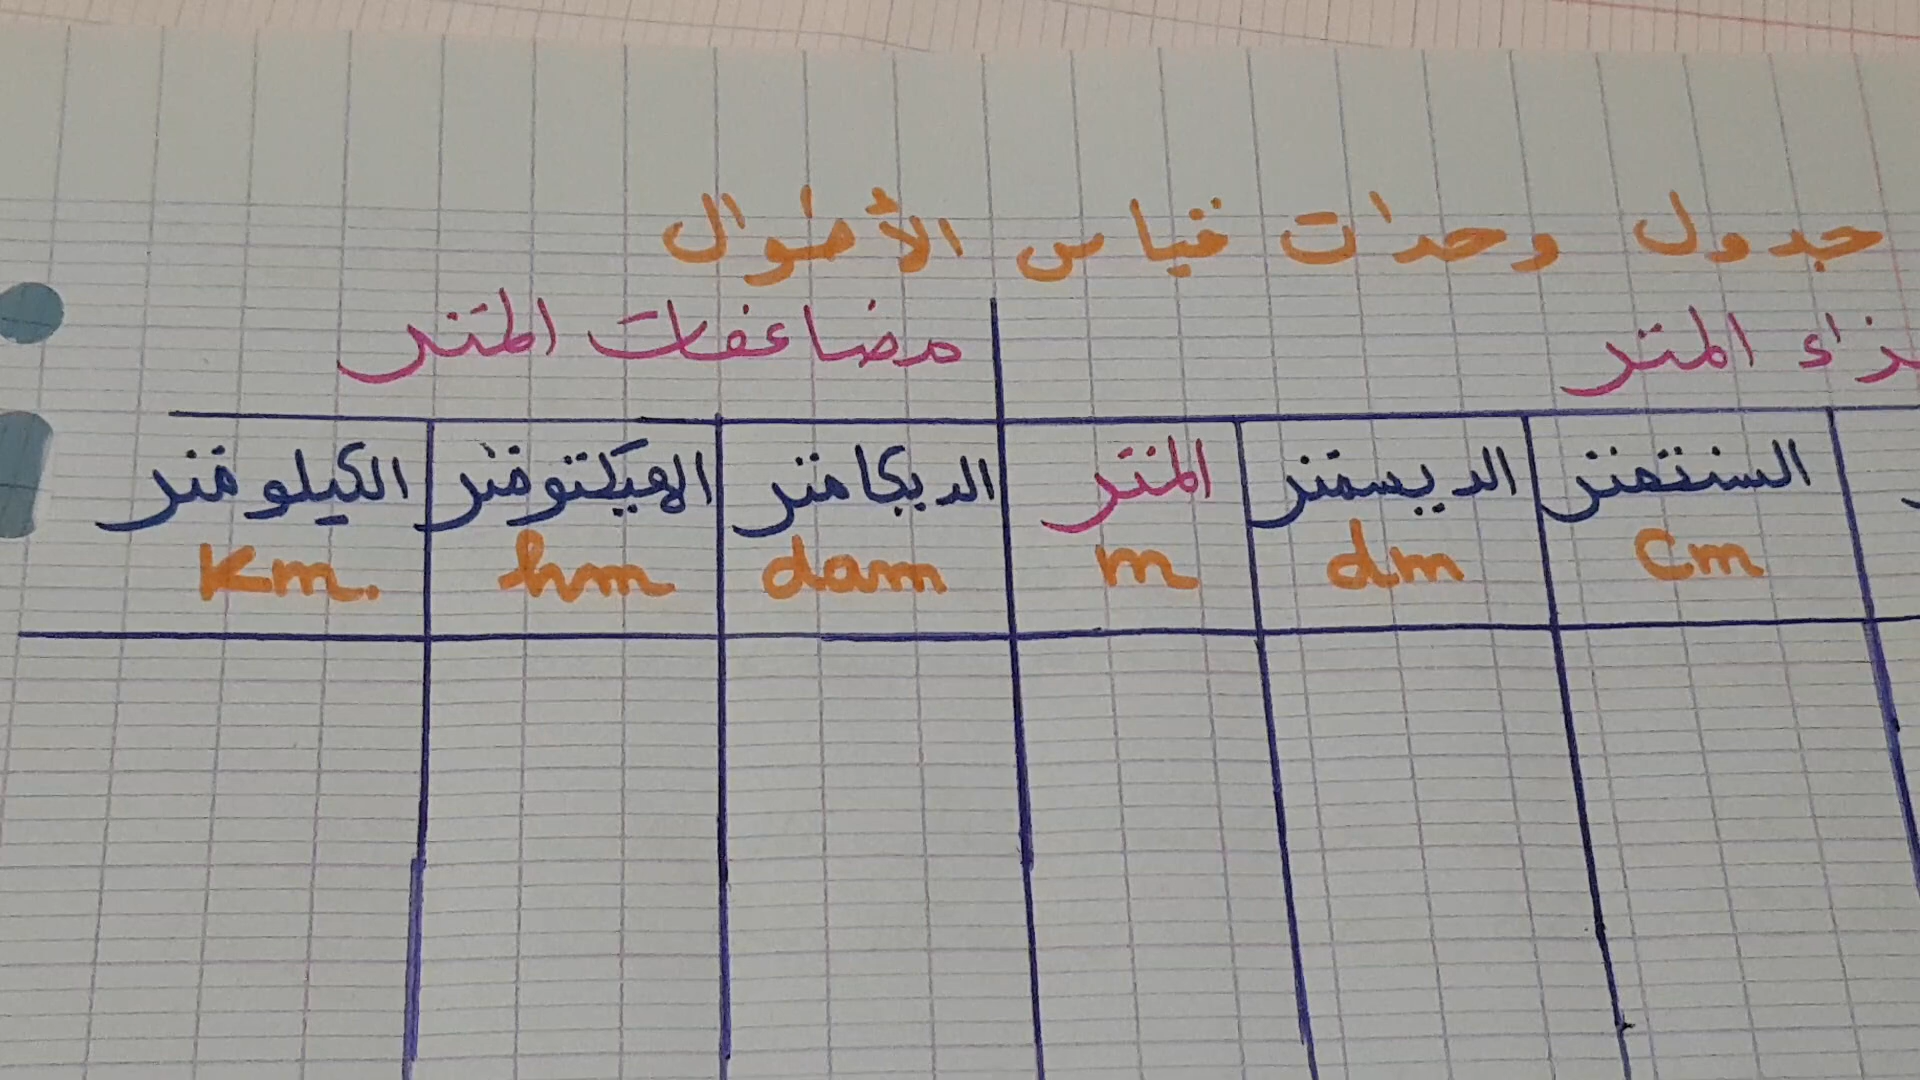 جدول وحدات قياس الأطوال
المتر مضاعفات المتر
السنتمتر الديسمتر المتر الديكامتر الهيكتومتر الكيلومتر
km. hm dam m dm cm